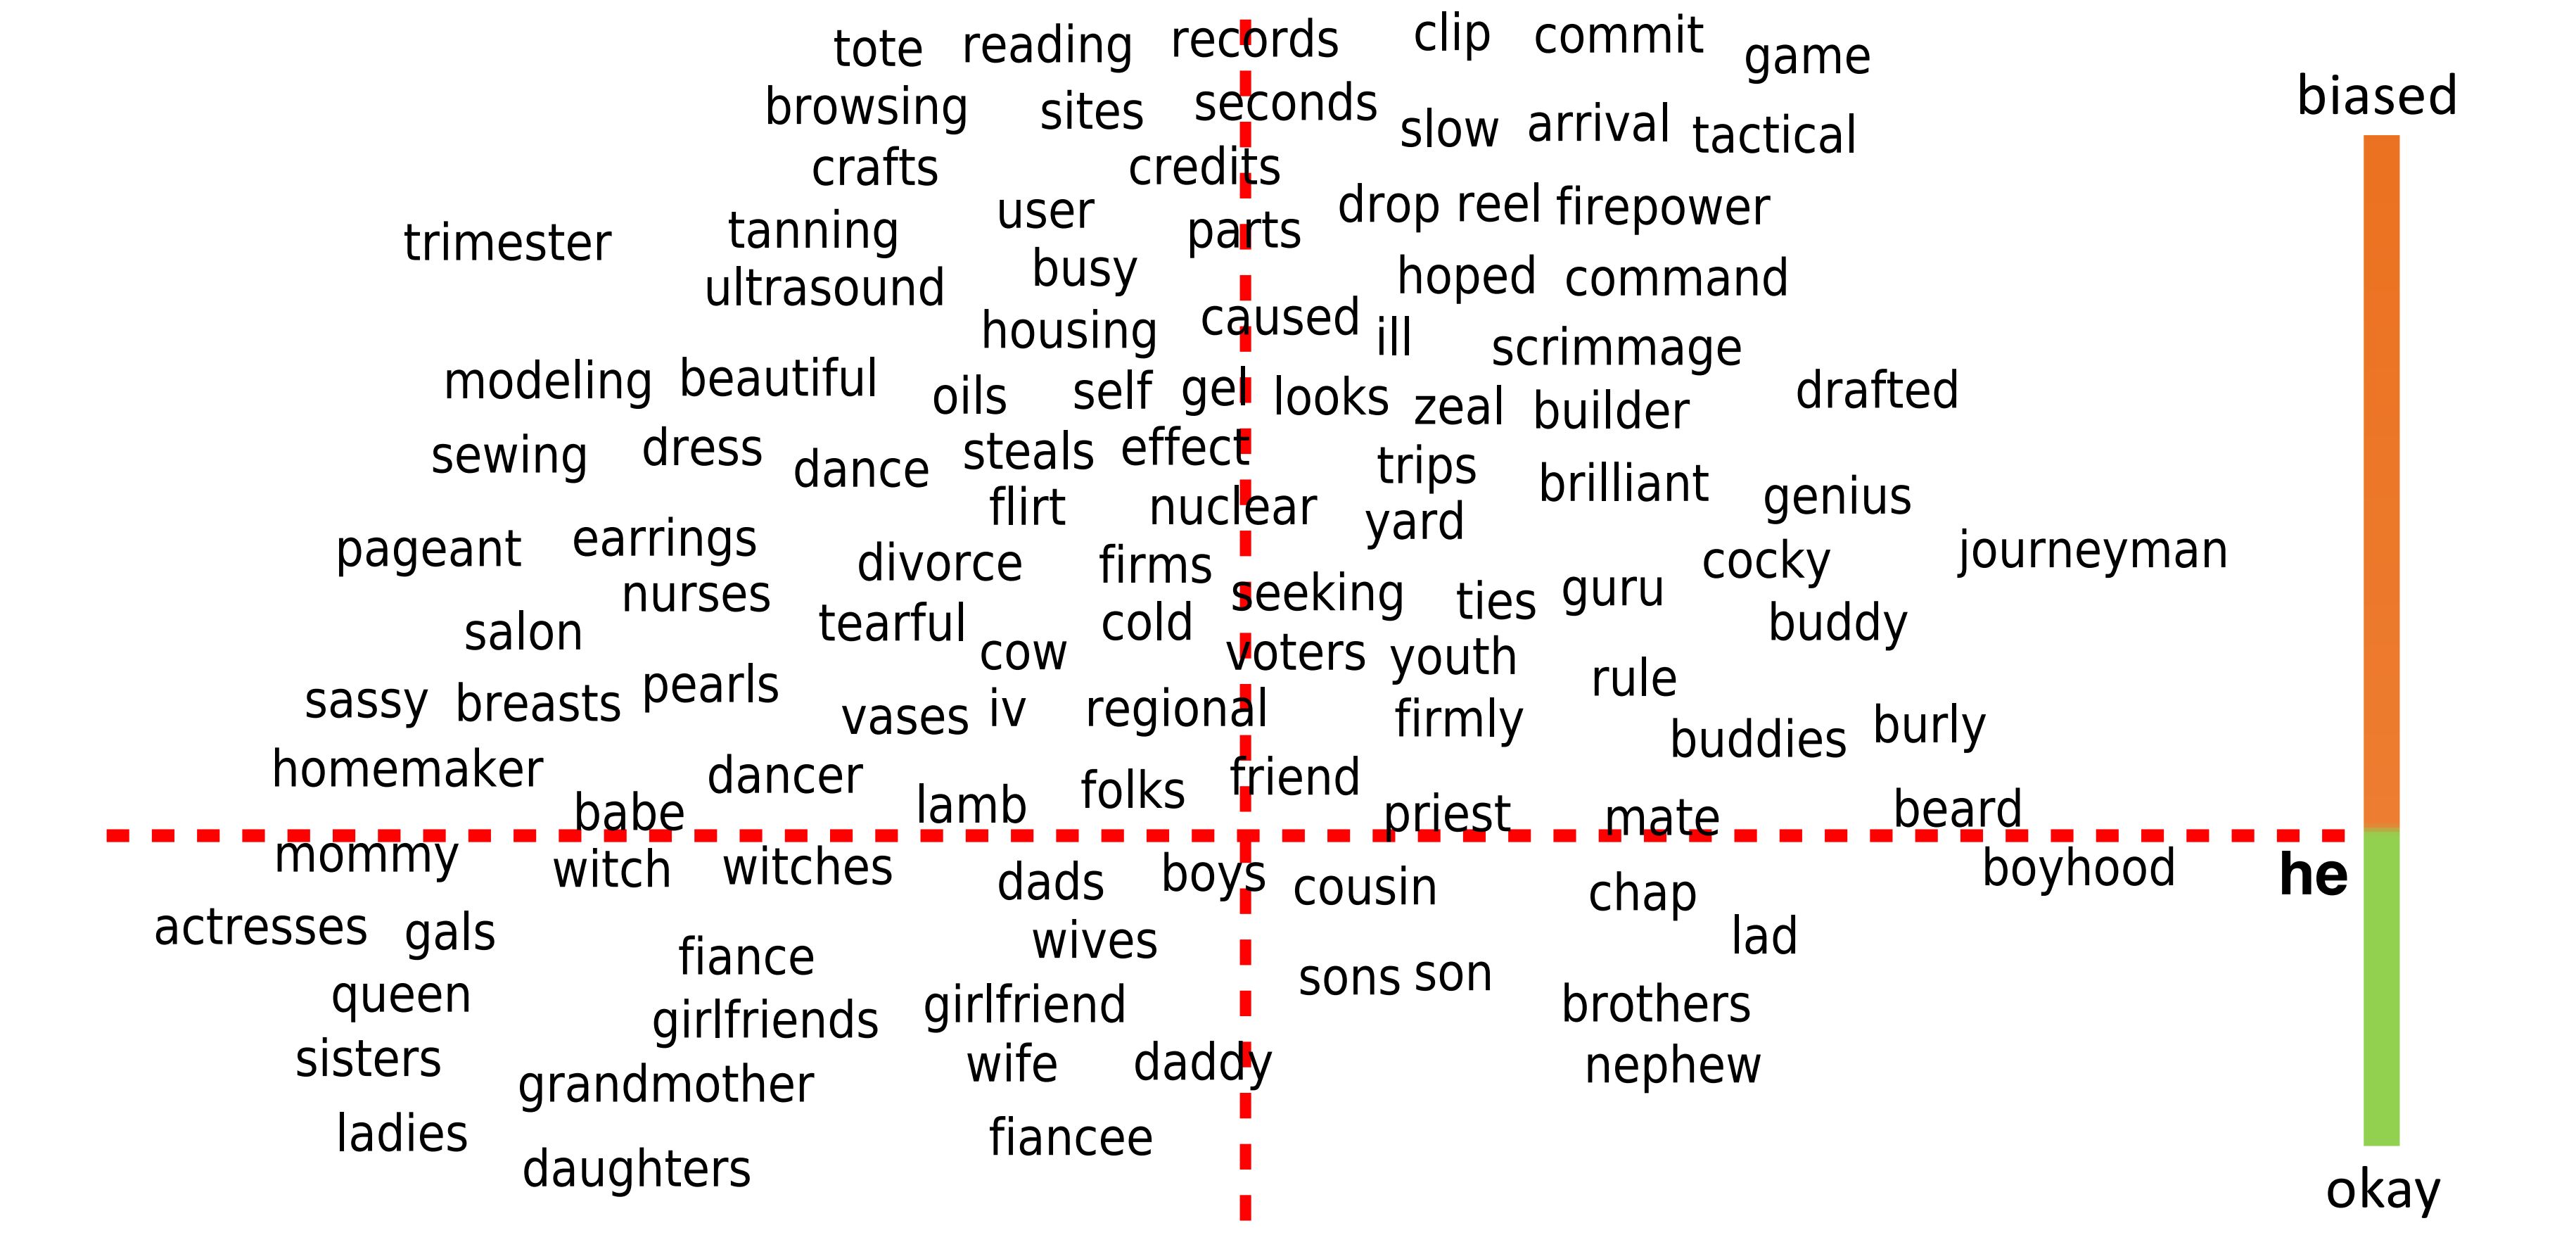 tote reading records clip commit game
biased
browsing sites seconds slow arrival tactical
crafts credits
drop reel firepower
trimester tanning user parts
ultrasound busy hoped command
housing caused ill scrimmage
modeling beautiful oils self gel looks zeal builder drafted
sewing dress dance steals effect trips brilliant genius
flirt nuclear yard
pageant earrings divorce firms cocky journeyman
nurses seeking ties guru
salon tearful cold buddy
cow voters youth rule
sassy breasts pearls vases iv regional firmly buddies burly
homemaker dancer lamb folks friend
babe priest mate beard
mommy witch witches dads boys cousin chap boyhood he
actresses gals fiance wives lad
queen girlfriends girlfriend sons son brothers
sisters grandmother wife daddy nephew
ladies fiancee
daughters okay